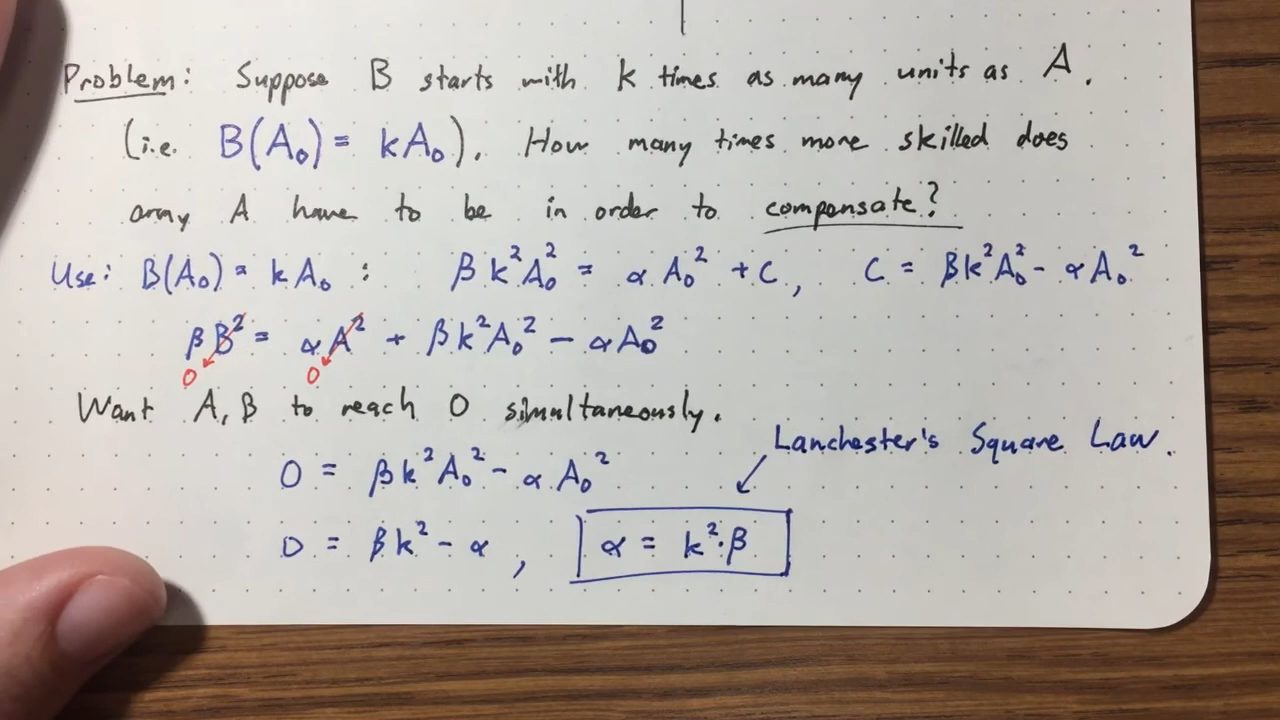 Problem: Suppose B starts with k times as many units as A.
(i.e. B(A₀) = kA₀). How many times more skilled does
army A have to be in order to compensate?
Use: B(A₀) = kA₀ : βk²A₀² = αA₀² + C, C = βk²A₀² - αA₀²
βB² = αA² + βk²A₀² - αA₀²
0 0
Want A, B to reach 0 simultaneously.
Lanchester's Square Law.
0 = βk²A₀² - αA₀²
0 = βk² - α, α = k²·β